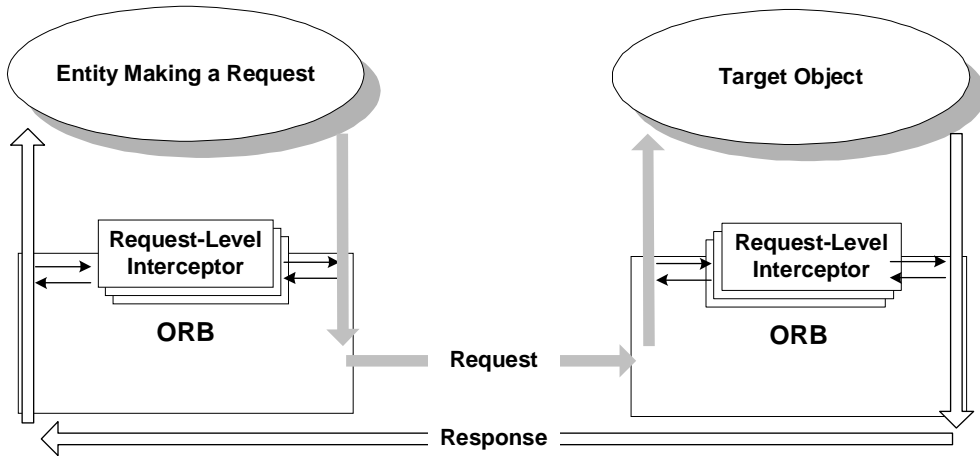 Entity Making a Request
Target Object
Request-Level
Interceptor
Request-Level
Interceptor
ORB
ORB
Request
Response